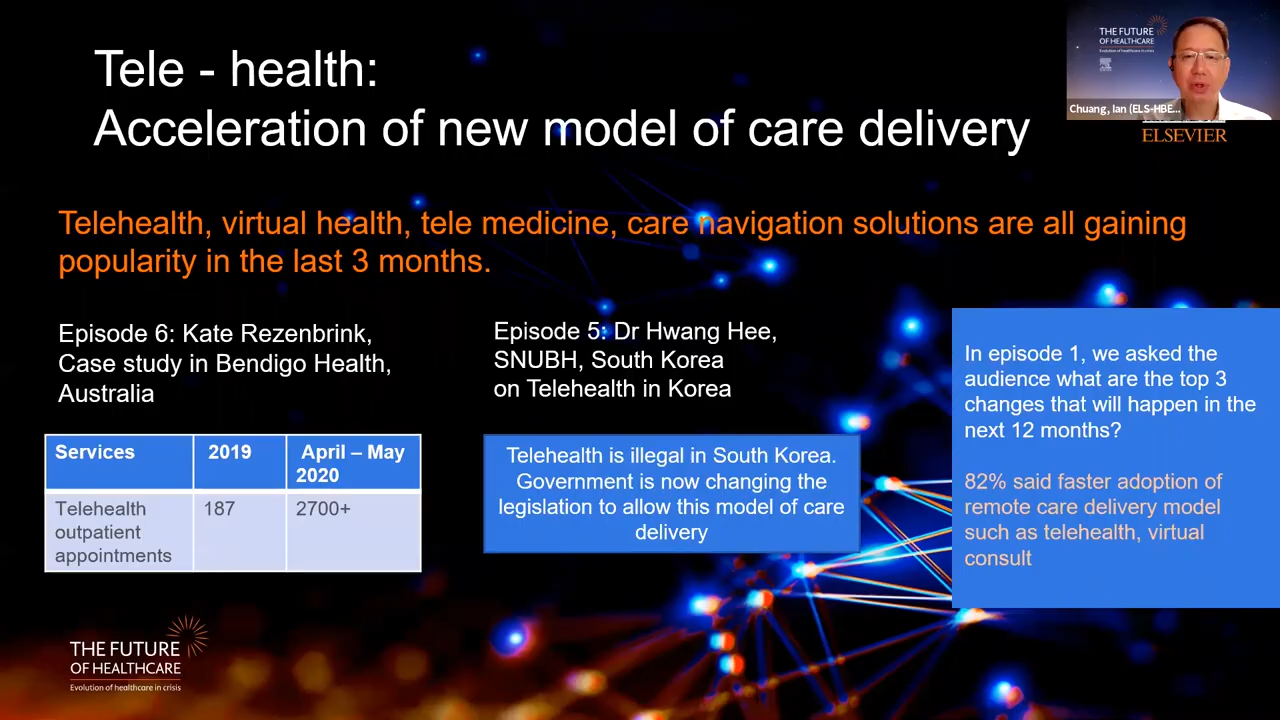 Tele - health:
Acceleration of new model of care delivery
THE FUTURE
OF HEALTHCARE
Evolution of healthcare in crisis
Chuang, Ian (ELS-HBE...
ELSEVIER
Telehealth, virtual health, tele medicine, care navigation solutions are all gaining
popularity in the last 3 months.
Episode 6: Kate Rezenbrink,
Case study in Bendigo Health,
Australia
Services
2019
April – May
2020
Telehealth
outpatient
appointments
187
2700+
Episode 5: Dr Hwang Hee,
SNUBH, South Korea
on Telehealth in Korea
Telehealth is illegal in South Korea.
Government is now changing the
legislation to allow this model of care
delivery
In episode 1, we asked the
audience what are the top 3
changes that will happen in the
next 12 months?
82% said faster adoption of
remote care delivery model
such as telehealth, virtual
consult
THE FUTURE
OF HEALTHCARE
Evolution of healthcare in crisis